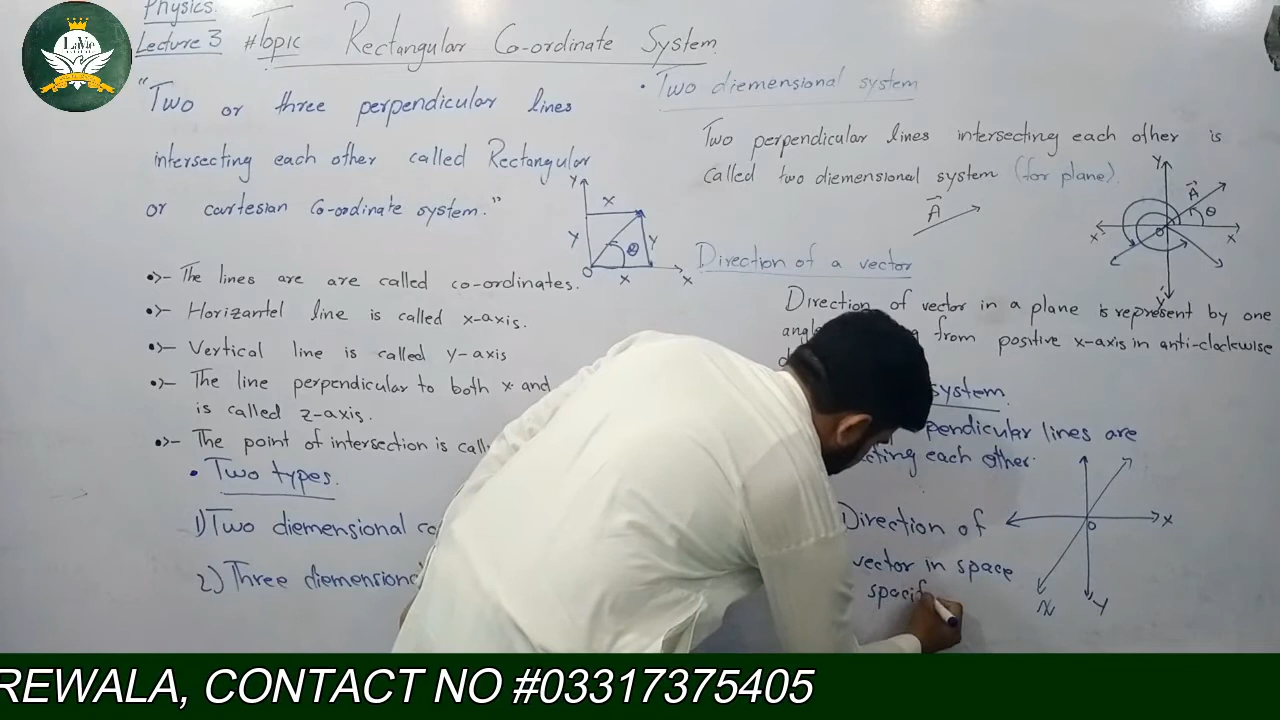 Physics.
Lecture 3 #Topic Rectangular Co-ordinate System
"Two or three perpendicular lines
intersecting each other called Rectangular
or cartesian Co-ordinate system."
•:- The lines are are called co-ordinates.
•:- Horizantel line is called x-axis.
•:- Vertical line is called y-axis
•:- The line perpendicular to both x and
is called z-axis.
•:- The point of intersection is
• Two types.
1) Two diemensional
2) Three diemensiona
Y
x
Y
θ
Y
O
x
x
• Two diemensional system
Two perpendicular lines intersecting each other is
called two diemensional system (for plane).
A
Y
A
θ
O
x'
x
Y'
Direction of a vector
Direction of vector in a plane is represent by one
from positive x-axis in anti-clockwise
system.
pendicular lines are
each other.
O
x
Y
Direction of
vector in space
LaVie
REWALA, CONTACT NO #03317375405